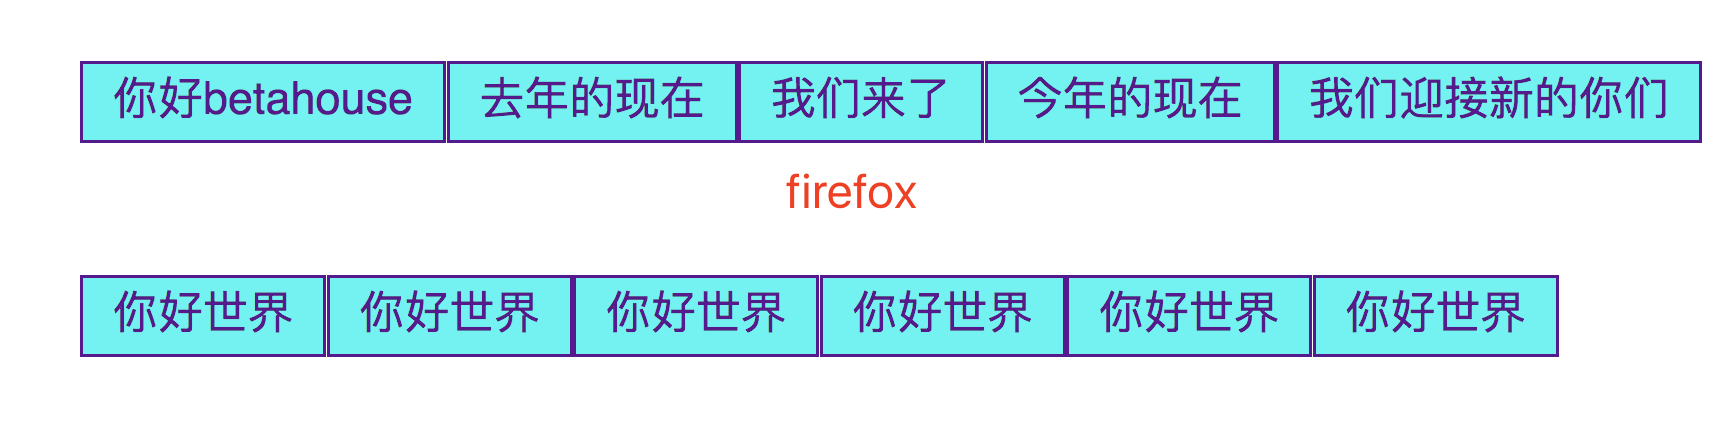 你好betahouse 去年的现在 我们来了 今年的现在 我们迎接新的你们
firefox
你好世界 你好世界 你好世界 你好世界 你好世界 你好世界